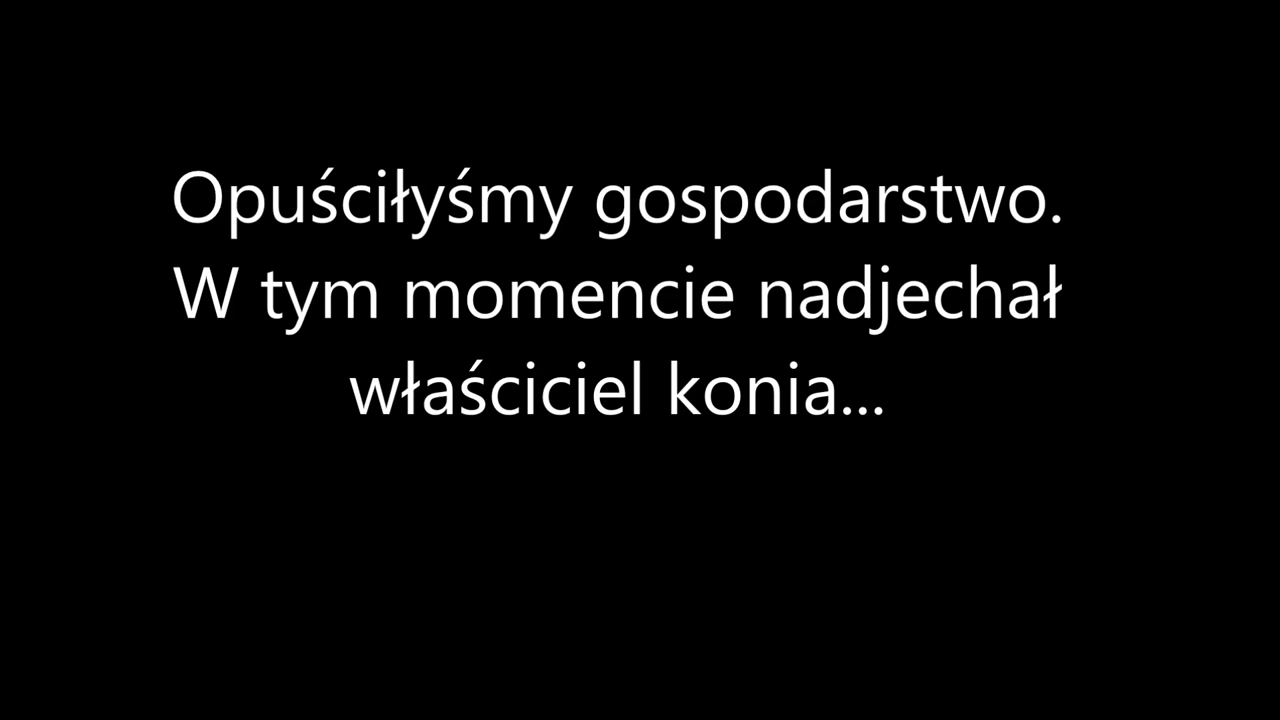 Opuściłyśmy gospodarstwo.
W tym momencie nadjechał
właściciel konia...